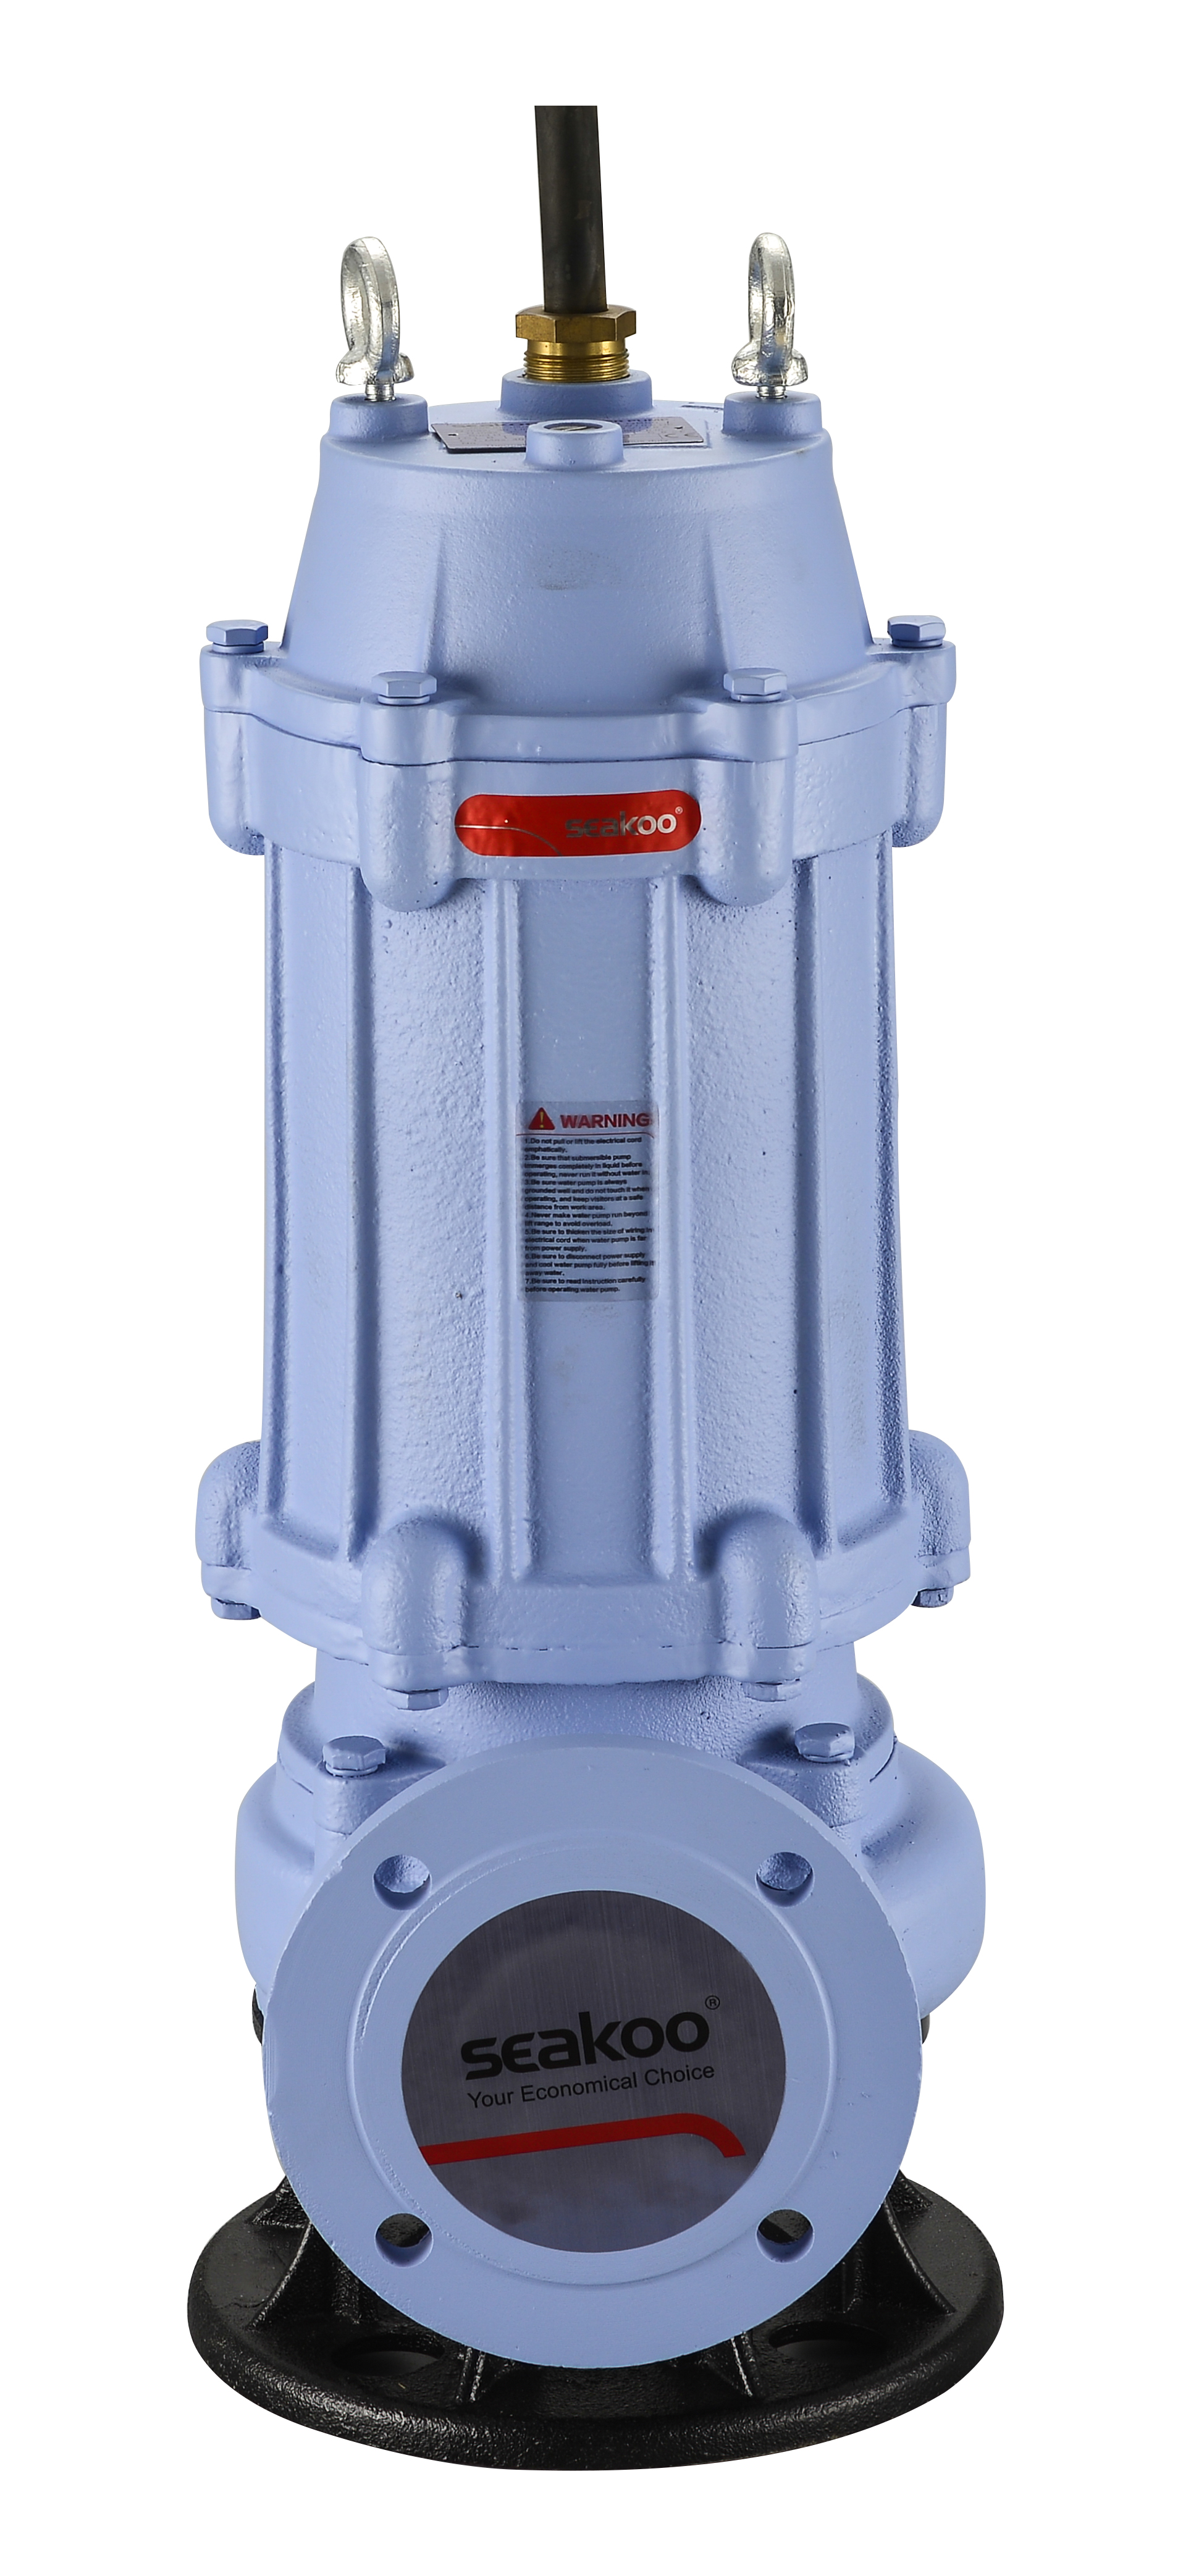 seakoo®
WARNING
1.Do not pull or lift the electrical cord
emphatically.
2.Be sure that submersible pump
immerges completely in liquid before
operating, never run it without water in.
3.Be sure water pump is always
grounded well and do not touch it when
operating, and keep visitors at a safe
distance from work area.
4.Never make water pump run beyond
lift range to avoid overload.
5.Be sure to thicken the size of wiring or
electrical cord when water pump is far
from power supply.
6.Be sure to disconnect power supply
and cool water pump fully before lifting it
away water.
7.Be sure to read instruction carefully
before operating water pump.
seakoo®
Your Economical Choice